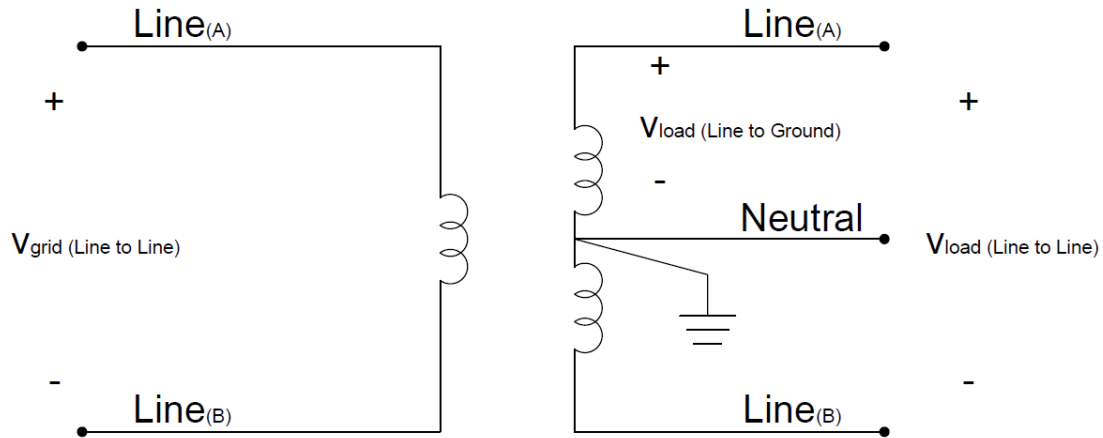 Line(A)
+
Vgrid (Line to Line)
-
Line(B)
Line(A)
+
Vload (Line to Ground)
-
Neutral
Line(B)
+
Vload (Line to Line)
-